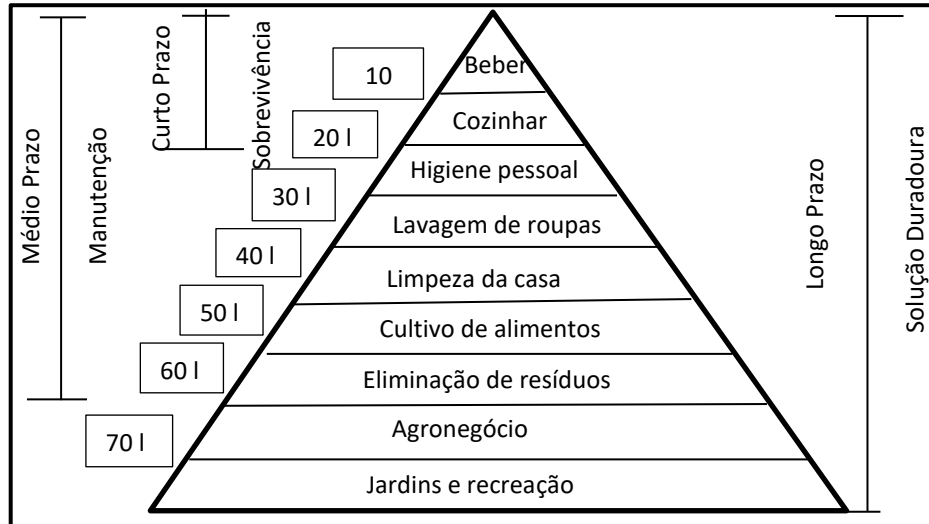 Médio Prazo
Manutenção
Curto Prazo
Sobrevivência
10
20 l
30 l
40 l
50 l
60 l
70 l
Beber
Cozinhar
Higiene pessoal
Lavagem de roupas
Limpeza da casa
Cultivo de alimentos
Eliminação de resíduos
Agronegócio
Jardins e recreação
Longo Prazo
Solução Duradoura